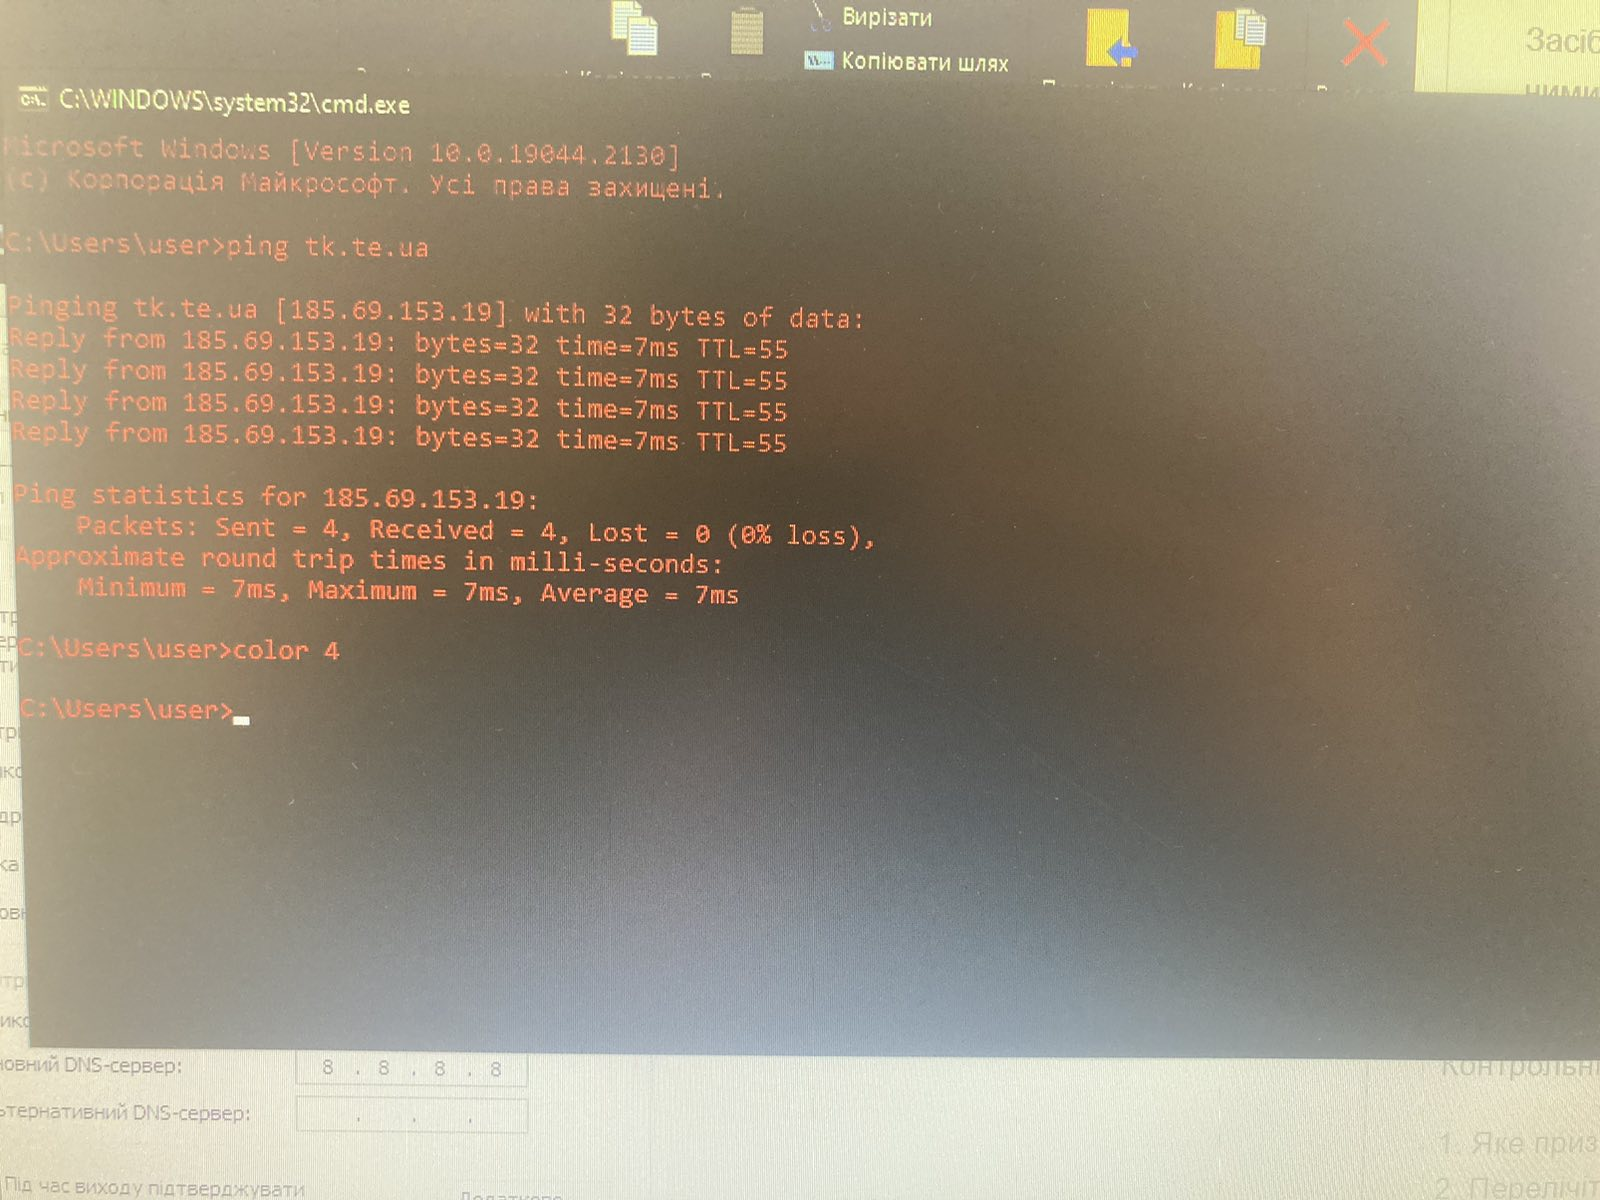 Вирізати
Копіювати шлях
C:\WINDOWS\system32\cmd.exe
Microsoft Windows [Version 10.0.19044.2130]
(c) Корпорація Майкрософт. Усі права захищені.
C:\Users\user>ping tk.te.ua
Pinging tk.te.ua [185.69.153.19] with 32 bytes of data:
Reply from 185.69.153.19: bytes=32 time=7ms TTL=55
Reply from 185.69.153.19: bytes=32 time=7ms TTL=55
Reply from 185.69.153.19: bytes=32 time=7ms TTL=55
Reply from 185.69.153.19: bytes=32 time=7ms TTL=55
Ping statistics for 185.69.153.19:
Packets: Sent = 4, Received = 4, Lost = 0 (0% loss),
Approximate round trip times in milli-seconds:
Minimum = 7ms, Maximum = 7ms, Average = 7ms
C:\Users\user>color 4
C:\Users\user>
DNS-сервер: 8 . 8 . 8 . 8
DNS-сервер: . . .
1. Яке
Під час виходу підтверджувати
2.